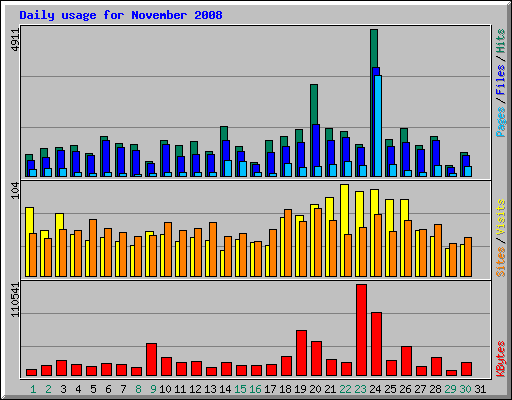 Daily usage for November 2008
4911
Pages / Files / Hits
104
Sites / Visits
110541
KBytes
1 2 3 4 5 6 7 8 9 10 11 12 13 14 15 16 17 18 19 20 21 22 23 24 25 26 27 28 29 30 31